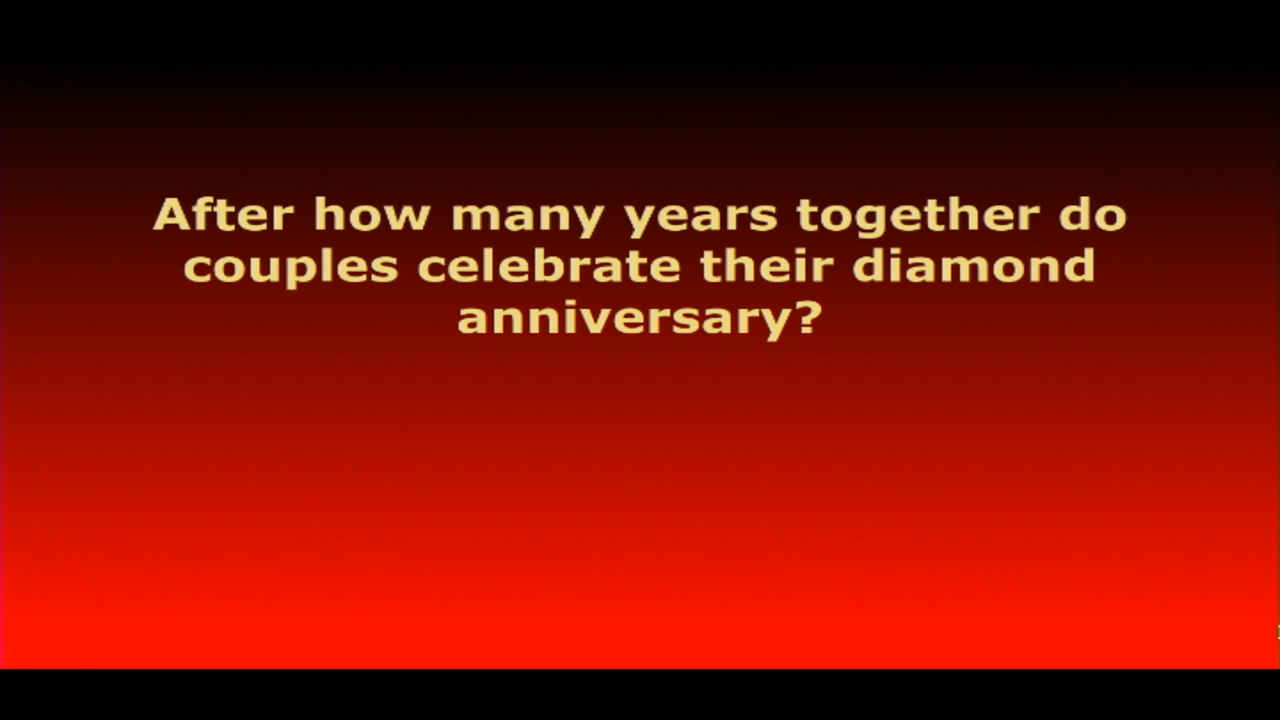 After how many years together do
couples celebrate their diamond
anniversary?